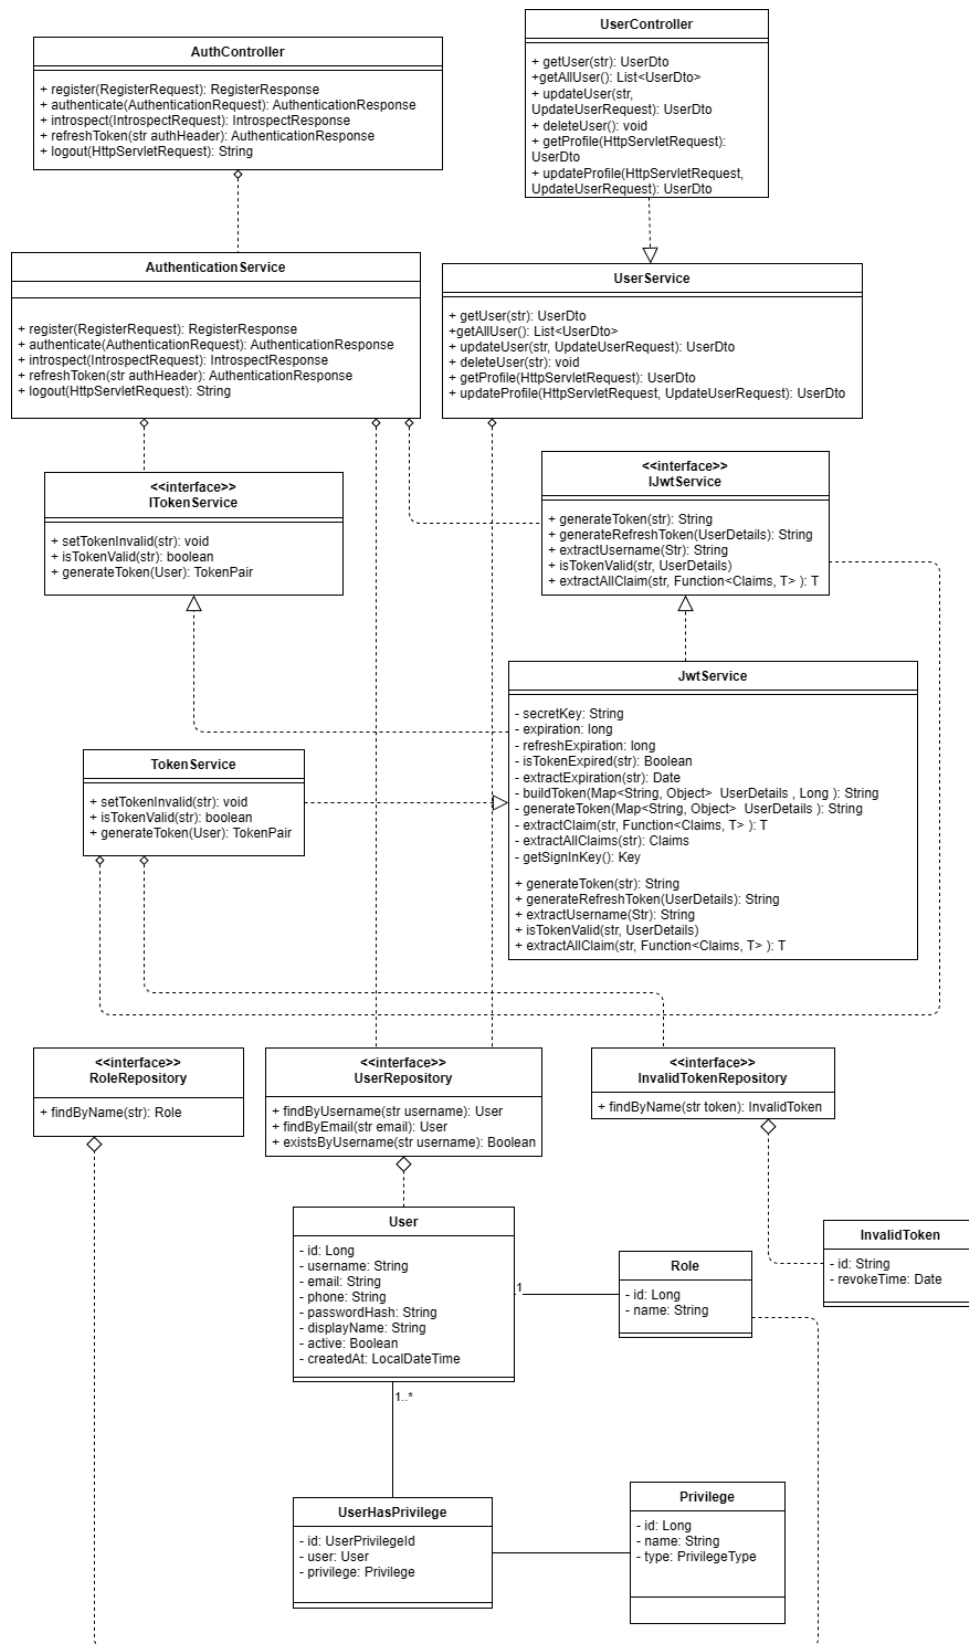 AuthController
+ register(RegisterRequest): RegisterResponse
+ authenticate(AuthenticationRequest): AuthenticationResponse
+ introspect(IntrospectRequest): IntrospectResponse
+ refreshToken(str authHeader): AuthenticationResponse
+ logout(HttpServletRequest): String
UserController
+ getUser(str): UserDto
+getAllUser(): List<UserDto>
+ updateUser(str,
UpdateUserRequest): UserDto
+ deleteUser(): void
+ getProfile(HttpServletRequest):
UserDto
+ updateProfile(HttpServletRequest,
UpdateUserRequest): UserDto
AuthenticationService
+ register(RegisterRequest): RegisterResponse
+ authenticate(AuthenticationRequest): AuthenticationResponse
+ introspect(IntrospectRequest): IntrospectResponse
+ refreshToken(str authHeader): AuthenticationResponse
+ logout(HttpServletRequest): String
UserService
+ getUser(str): UserDto
+getAllUser(): List<UserDto>
+ updateUser(str, UpdateUserRequest): UserDto
+ deleteUser(str): void
+ getProfile(HttpServletRequest): UserDto
+ updateProfile(HttpServletRequest, UpdateUserRequest): UserDto
<<interface>>
ITokenService
+ setTokenInvalid(str): void
+ isTokenValid(str): boolean
+ generateToken(User): TokenPair
<<interface>>
IJwtService
+ generateToken(str): String
+ generateRefreshToken(UserDetails): String
+ extractUsername(Str): String
+ isTokenValid(str, UserDetails)
+ extractAllClaim(str, Function<Claims, T> ): T
JwtService
- secretKey: String
- expiration: long
- refreshExpiration: long
- isTokenExpired(str): Boolean
- extractExpiration(str): Date
- buildToken(Map<String, Object> UserDetails , Long ): String
- generateToken(Map<String, Object> UserDetails ): String
- extractClaim(str, Function<Claims, T> ): T
- extractAllClaims(str): Claims
- getSignInKey(): Key
+ generateToken(str): String
+ generateRefreshToken(UserDetails): String
+ extractUsername(Str): String
+ isTokenValid(str, UserDetails)
+ extractAllClaim(str, Function<Claims, T> ): T
TokenService
+ setTokenInvalid(str): void
+ isTokenValid(str): boolean
+ generateToken(User): TokenPair
<<interface>>
RoleRepository
+ findByName(str): Role
<<interface>>
UserRepository
+ findByUsername(str username): User
+ findByEmail(str email): User
+ existsByUsername(str username): Boolean
<<interface>>
InvalidTokenRepository
+ findByName(str token): InvalidToken
User
- id: Long
- username: String
- email: String
- phone: String
- passwordHash: String
- displayName: String
- active: Boolean
- createdAt: LocalDateTime
1
Role
- id: Long
- name: String
InvalidToken
- id: String
- revokeTime: Date
1..*
UserHasPrivilege
- id: UserPrivilegeId
- user: User
- privilege: Privilege
Privilege
- id: Long
- name: String
- type: PrivilegeType